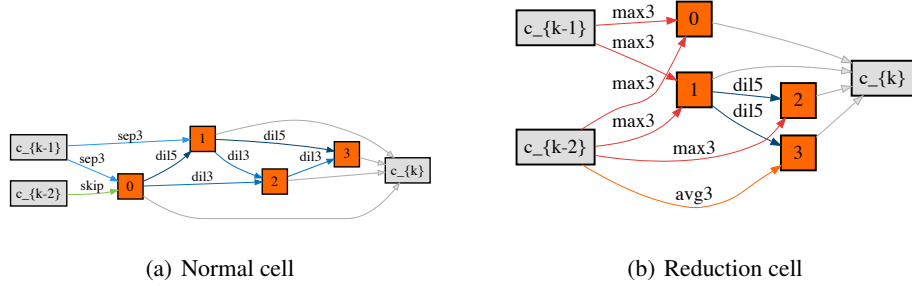 c_{k-1}
sep3
sep3
c_{k-2}
skip
0
dil5
1
dil5
dil3
dil3
2
dil3
3
c_{k}
(a) Normal cell
c_{k-1}
max3
max3
0
max3
max3
1
c_{k-2}
dil5
dil5
2
max3
3
avg3
c_{k}
(b) Reduction cell